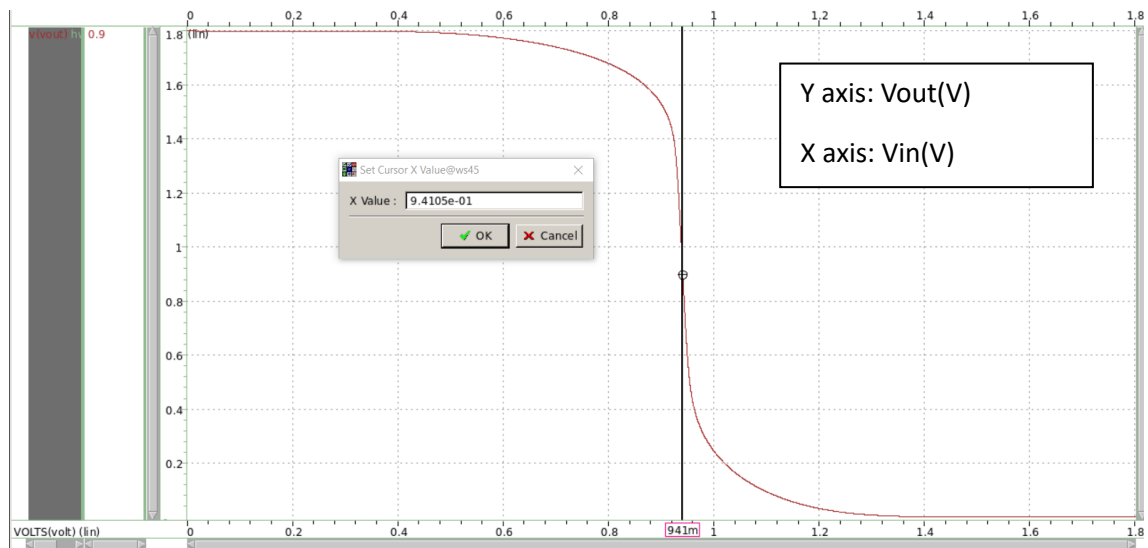 0 0.2 0.4 0.6 0.8 1 1.2 1.4 1.6 1.8
v(vout) hv 0.9
1.8 (lin)
1.6
1.4
1.2
1
0.8
0.6
0.4
0.2
Y axis: Vout(V)
X axis: Vin(V)
Set Cursor X Value@ws45
X Value : 9.4105e-01
OK Cancel
VOLTS(volt) (lin) 0.0 0.2 0.4 0.6 0.8 941m 1 1.2 1.4 1.6 1.8